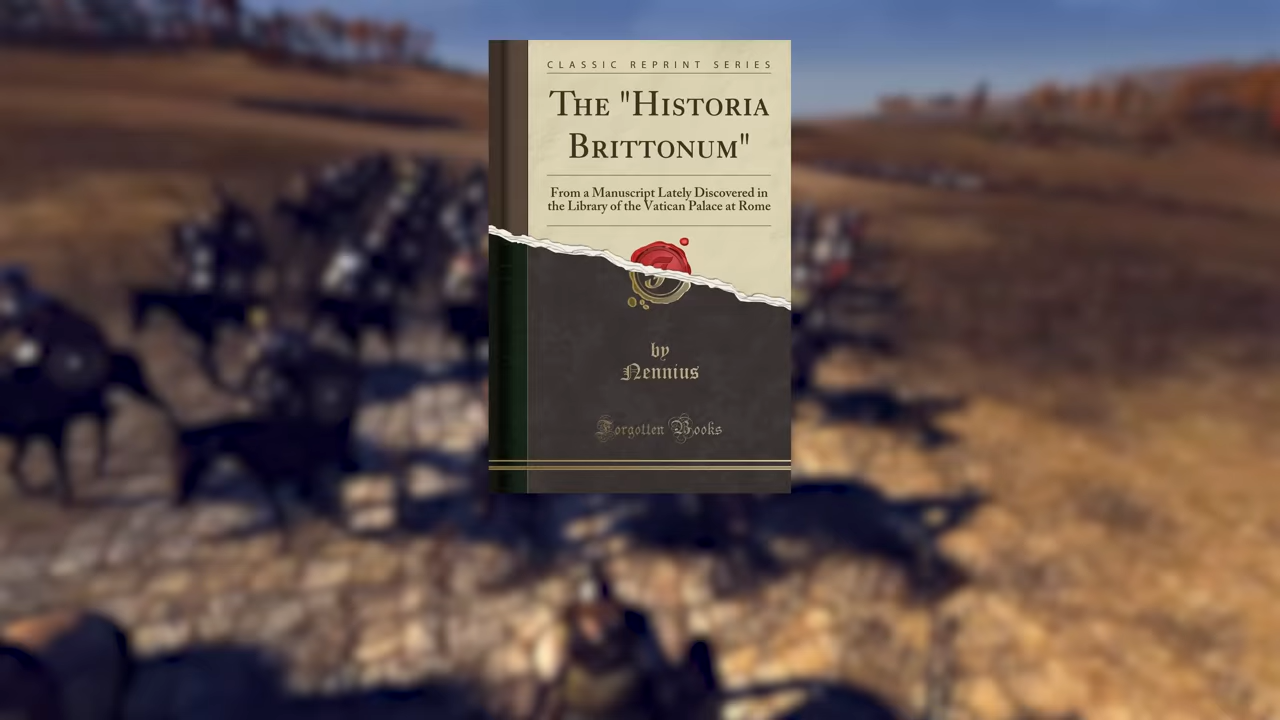 CLASSIC REPRINT SERIES
THE "HISTORIA
BRITTONUM"
From a Manuscript Lately Discovered in
the Library of the Vatican Palace at Rome
by
Nennius
Forgotten Books